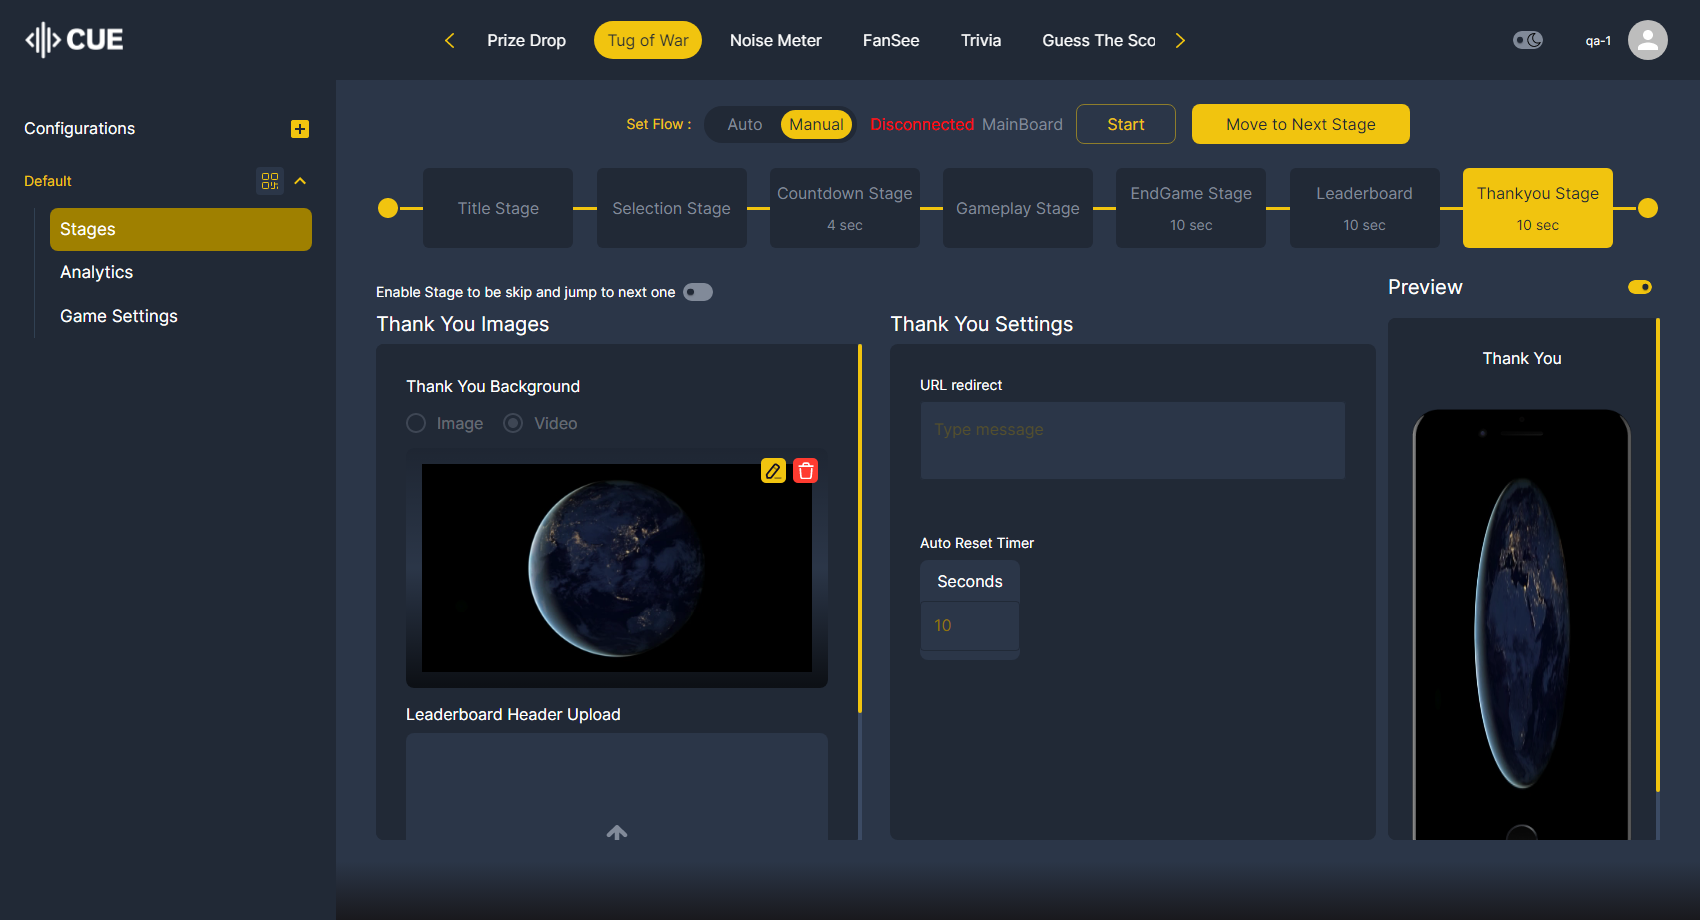 CUE
Prize Drop
Tug of War
Noise Meter
FanSee
Trivia
Guess The Sco
qa-1
Configurations
Default
Stages
Analytics
Game Settings
Set Flow :
Auto
Manual
Disconnected MainBoard
Start
Move to Next Stage
Title Stage
Selection Stage
Countdown Stage
4 sec
Gameplay Stage
EndGame Stage
10 sec
Leaderboard
10 sec
Thankyou Stage
10 sec
Enable Stage to be skip and jump to next one
Thank You Images
Thank You Background
Image
Video
Leaderboard Header Upload
Thank You Settings
URL redirect
Type message
Auto Reset Timer
Seconds
10
Preview
Thank You